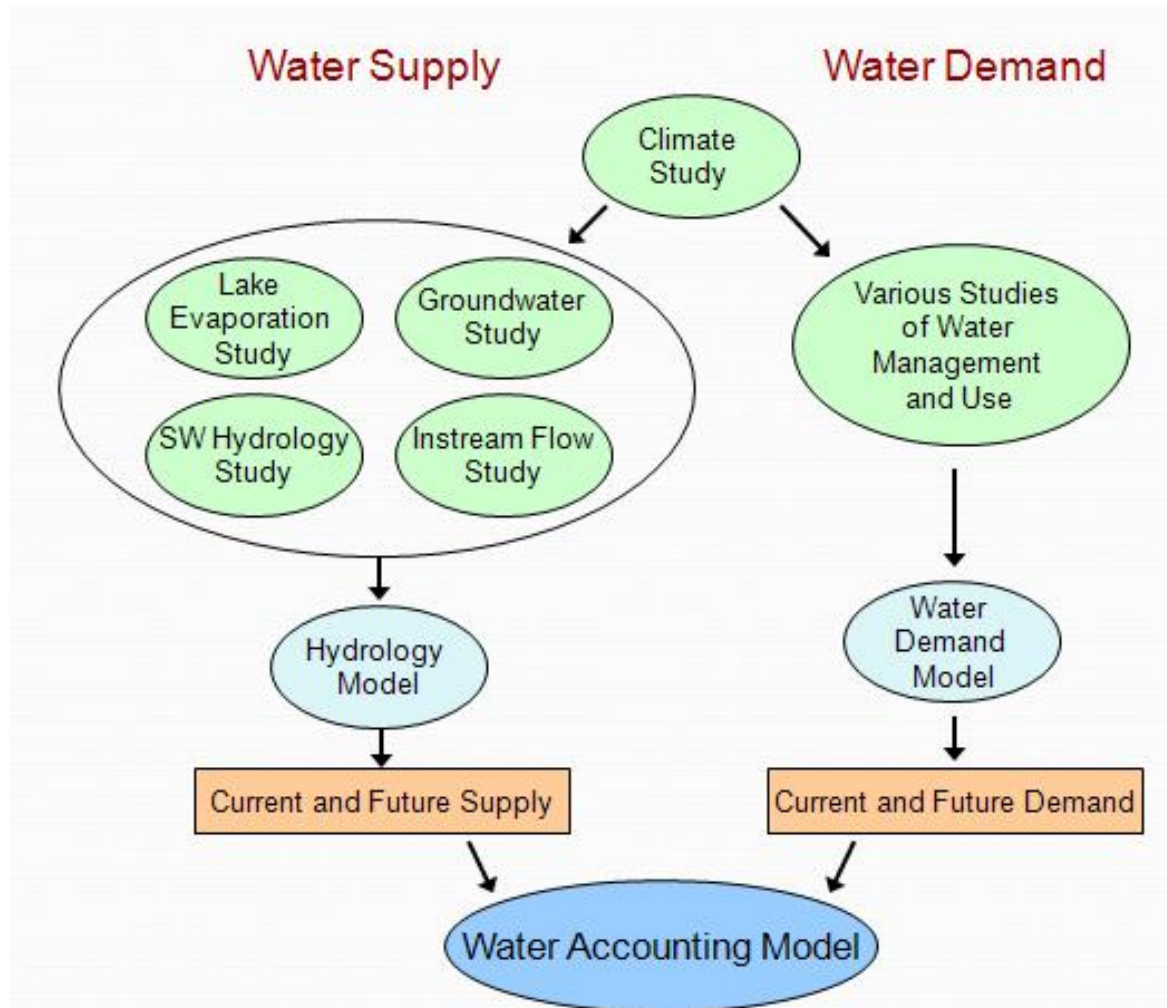 Water Supply
Water Demand
Climate
Study
Lake
Evaporation
Study
Groundwater
Study
Various Studies
of Water
Management
and Use
SW Hydrology
Study
Instream Flow
Study
Hydrology
Model
Water
Demand
Model
Current and Future Supply
Current and Future Demand
Water Accounting Model